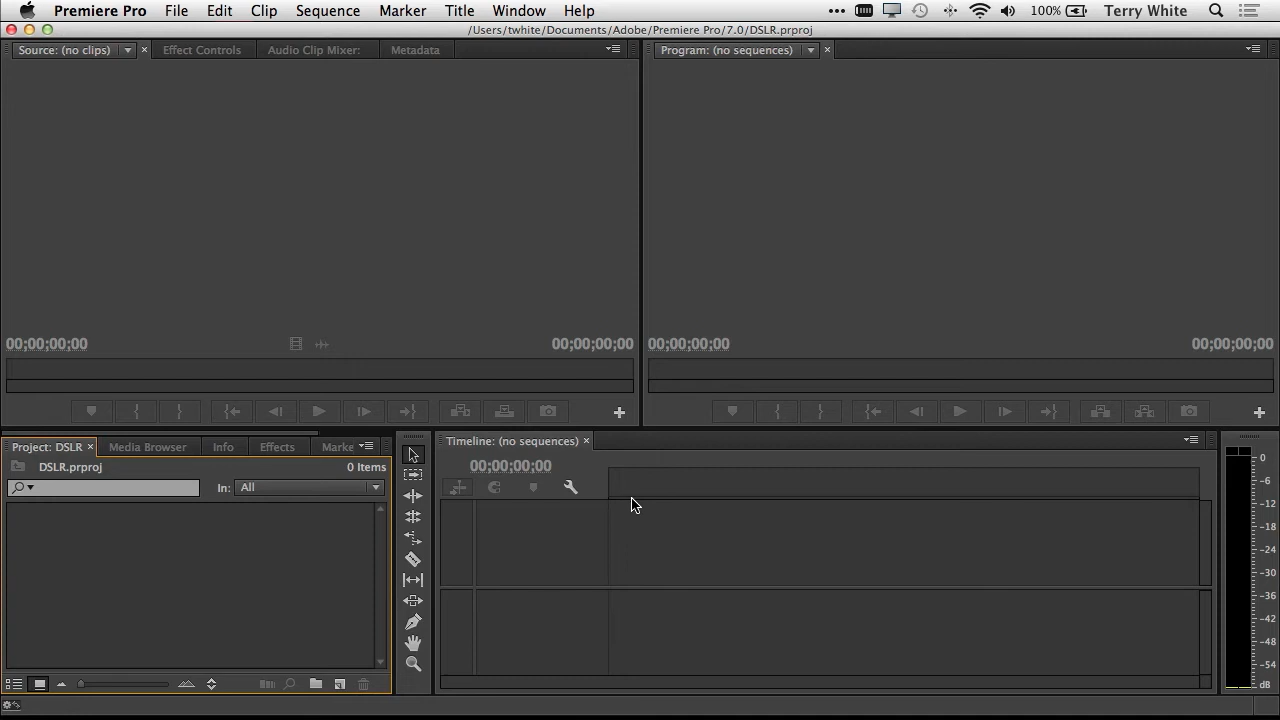 Premiere Pro File Edit Clip Sequence Marker Title Window Help 100% Terry White
/Users/twhite/Documents/Adobe/Premiere Pro/7.0/DSLR.prproj
Source: (no clips) Effect Controls Audio Clip Mixer: Metadata Program: (no sequences)
00;00;00;00 00;00;00;00 00;00;00;00 00;00;00;00
Project: DSLR Media Browser Info Effects Marke
DSLR.prproj 0 Items
In: All
Timeline: (no sequences)
00;00;00;00
0
-6
-12
-18
-24
-30
-36
-42
-48
-54
dB